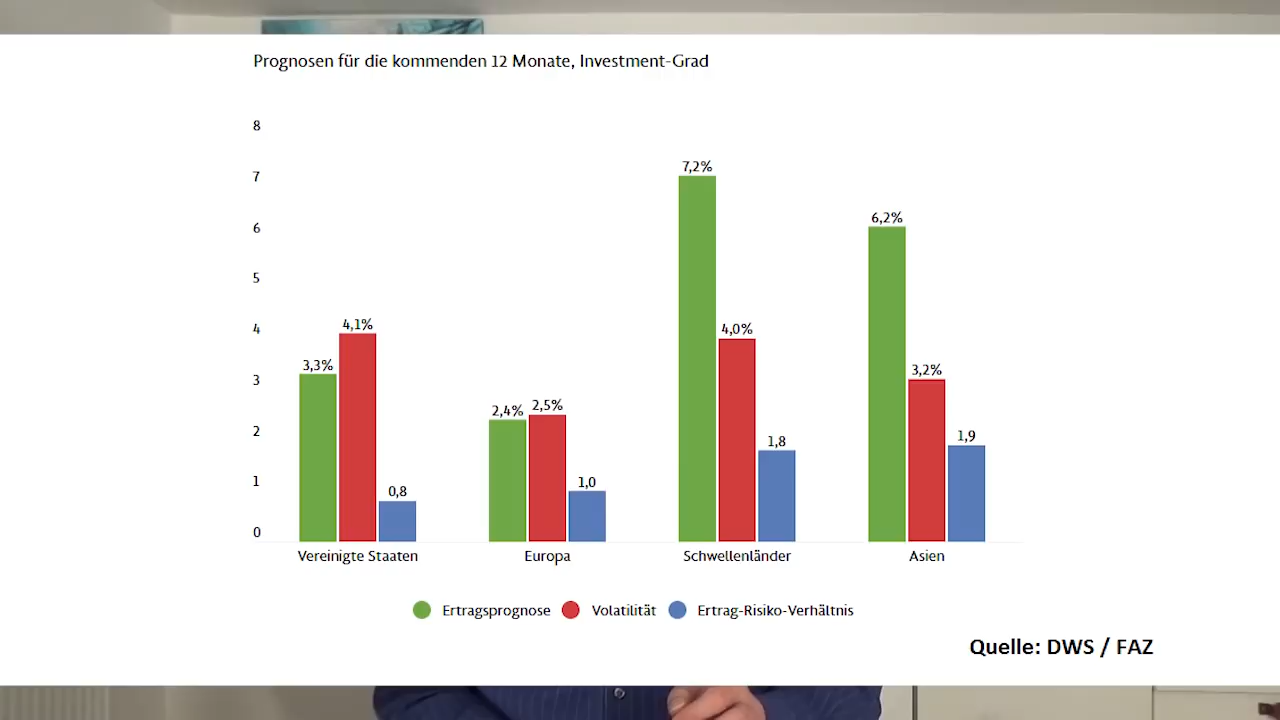 Prognosen für die kommenden 12 Monate, Investment-Grad
8
7
6
5
4
3
2
1
0
3,3%
4,1%
0,8
2,4%
2,5%
1,0
7,2%
4,0%
1,8
6,2%
3,2%
1,9
Vereinigte Staaten
Europa
Schwellenländer
Asien
Ertragsprognose
Volatilität
Ertrag-Risiko-Verhältnis
Quelle: DWS / FAZ